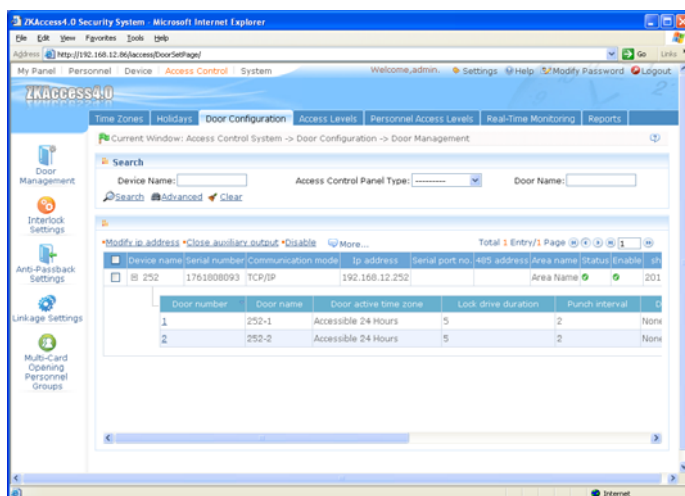 ZKAccess4.0 Security System - Microsoft Internet Explorer
File Edit View Favorites Tools Help
Address http://192.168.12.86/iaccess/DoorSetPage/ Go Links
My Panel Personnel Device Access Control System Welcome,admin. Settings Help Modify Password Logout
ZKAccess4.0
Time Zones Holidays Door Configuration Access Levels Personnel Access Levels Real-Time Monitoring Reports
Current Window: Access Control System -> Door Configuration -> Door Management
Search
Device Name: Access Control Panel Type: --------- Door Name:
Search Advanced Clear
Modify ip address Close auxiliary output Disable More... Total 1 Entry/1 Page 1
Device name Serial number Communication mode Ip address Serial port no. 485 address Area name Status Enable sh
252 1761808093 TCP/IP 192.168.12.252 Area Name 201
Door number Door name Door active time zone Lock drive duration Punch interval D
1 252-1 Accessible 24 Hours 5 2 None
2 252-2 Accessible 24 Hours 5 2 None
Door
Management
Interlock
Settings
Anti-Passback
Settings
Linkage Settings
Multi-Card
Opening
Personnel
Groups
Internet